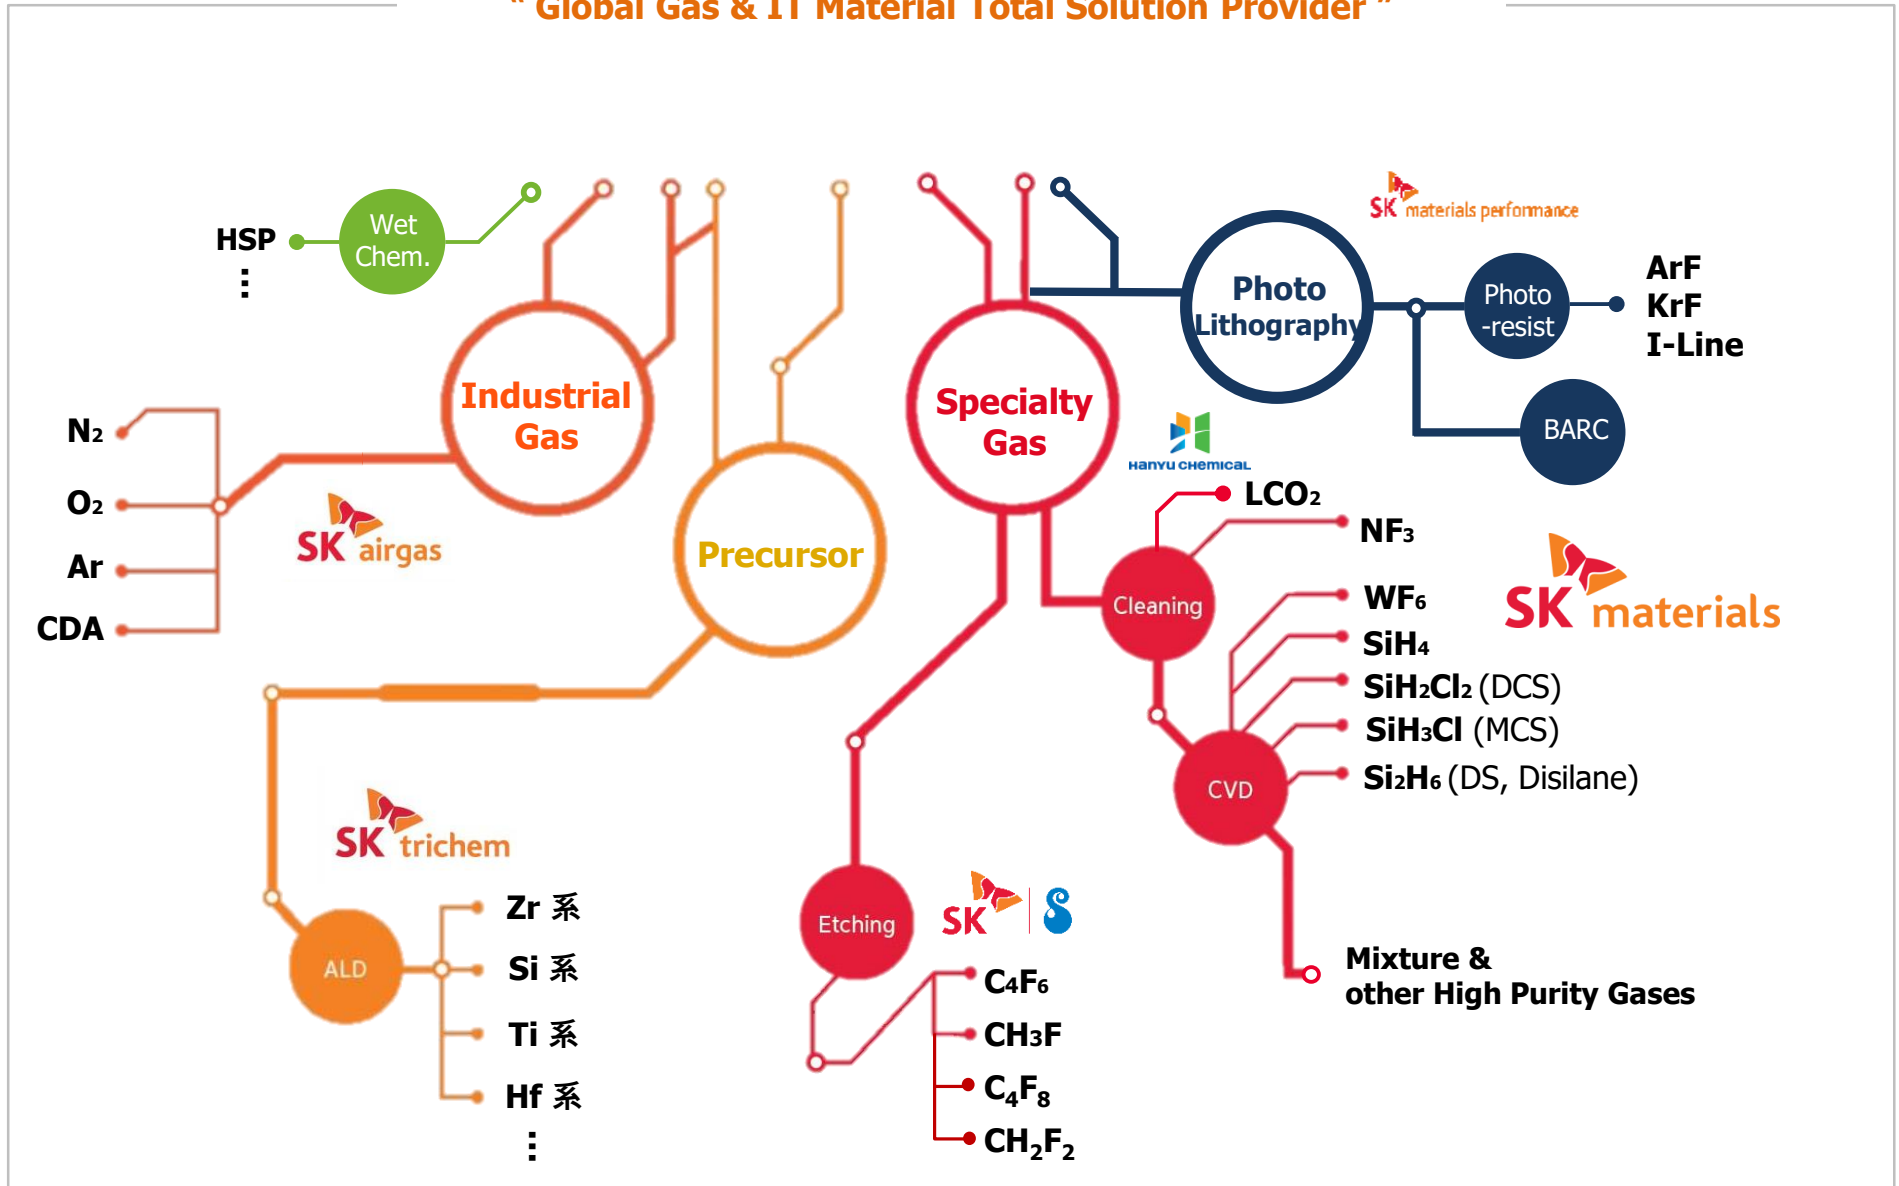 “ Global Gas & IT Material Total Solution Provider ”
Wet
Chem.
HSP
⋮
SK materials performance
Photo
Lithography
Photo
-resist
ArF
KrF
I-Line
BARC
Industrial
Gas
N₂
O₂
Ar
CDA
SK airgas
Precursor
Specialty
Gas
HANYU CHEMICAL
LCO₂
NF₃
Cleaning
WF₆
SiH₄
SiH₂Cl₂ (DCS)
SiH₃Cl (MCS)
Si₂H₆ (DS, Disilane)
SK materials
CVD
Mixture &
other High Purity Gases
SK trichem
ALD
Zr 系
Si 系
Ti 系
Hf 系
⋮
Etching
SK
C₄F₆
CH₃F
C₄F₈
CH₂F₂